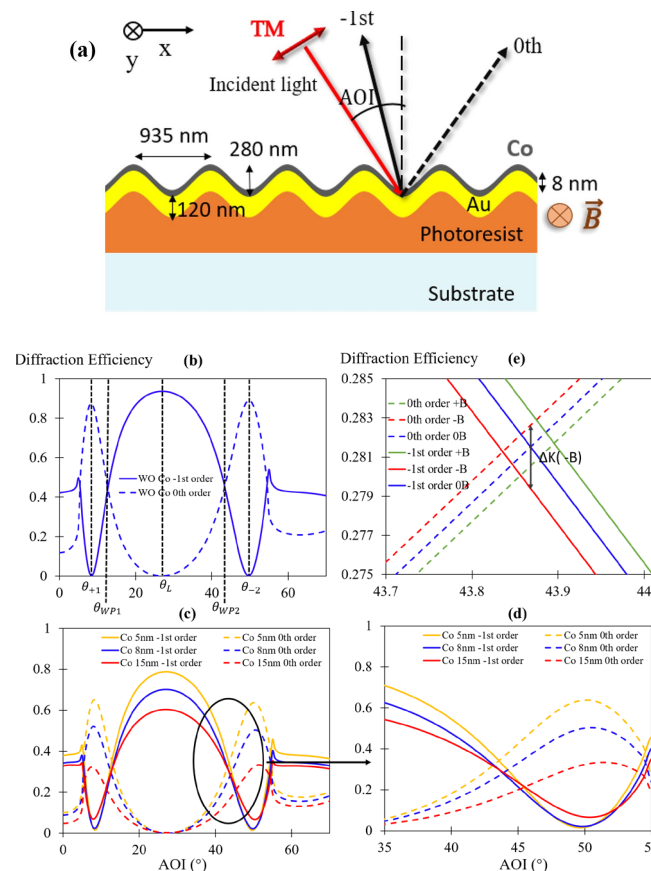 (a)
y
x
TM
-1st
0th
Incident light
AOI
935 nm
280 nm
Co
8 nm
120 nm
Au
Photoresist
B
Substrate
Diffraction Efficiency
(b)
1
0.8
0.6
0.4
0.2
0
WO Co -1st order
WO Co 0th order
0
20
40
60
θ+1
θWP1
θL
θWP2
θ-2
Diffraction Efficiency
(e)
0.285
0.283
0.281
0.279
0.277
0.275
0th order +B
0th order -B
0th order 0B
-1st order +B
-1st order -B
-1st order 0B
ΔK( -B)
43.7
43.8
43.9
44
(c)
Co 5nm -1st order
Co 5nm 0th order
Co 8nm -1st order
Co 8nm 0th order
Co 15nm -1st order
Co 15nm 0th order
1
0.8
0.6
0.4
0.2
0
0
20
40
60
AOI (°)
(d)
Co 5nm -1st order
Co 5nm 0th order
Co 8nm -1st order
Co 8nm 0th order
Co 15nm -1st order
Co 15nm 0th order
1
0.8
0.6
0.4
0.2
0
35
40
45
50
55
AOI (°)